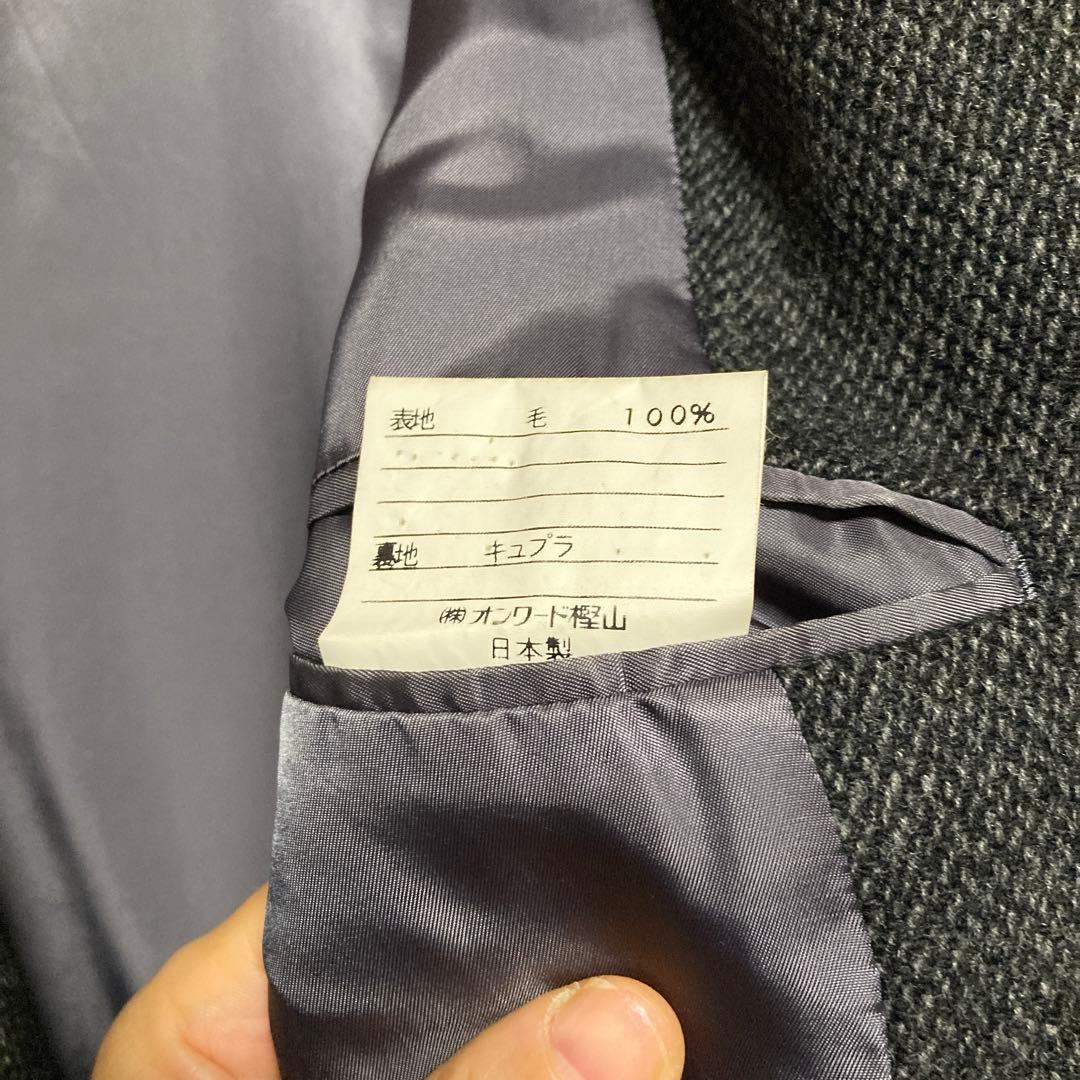 表地 毛 100%
裏地 キュプラ
㈱オンワード樫山
日本製